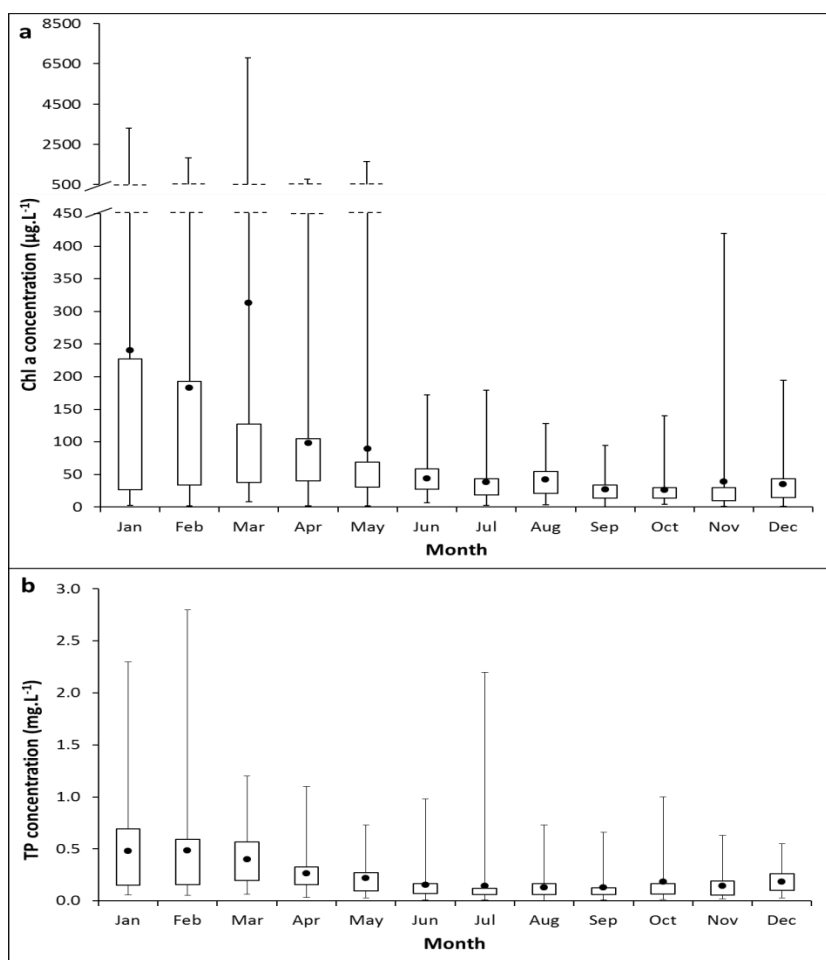 a
8500
6500
4500
2500
500
450
400
350
300
250
200
150
100
50
0
Chl a concentration (µg.L⁻¹)
Jan Feb Mar Apr May Jun Jul Aug Sep Oct Nov Dec
Month
b
3.0
2.5
2.0
1.5
1.0
0.5
0.0
TP concentration (mg.L⁻¹)
Jan Feb Mar Apr May Jun Jul Aug Sep Oct Nov Dec
Month